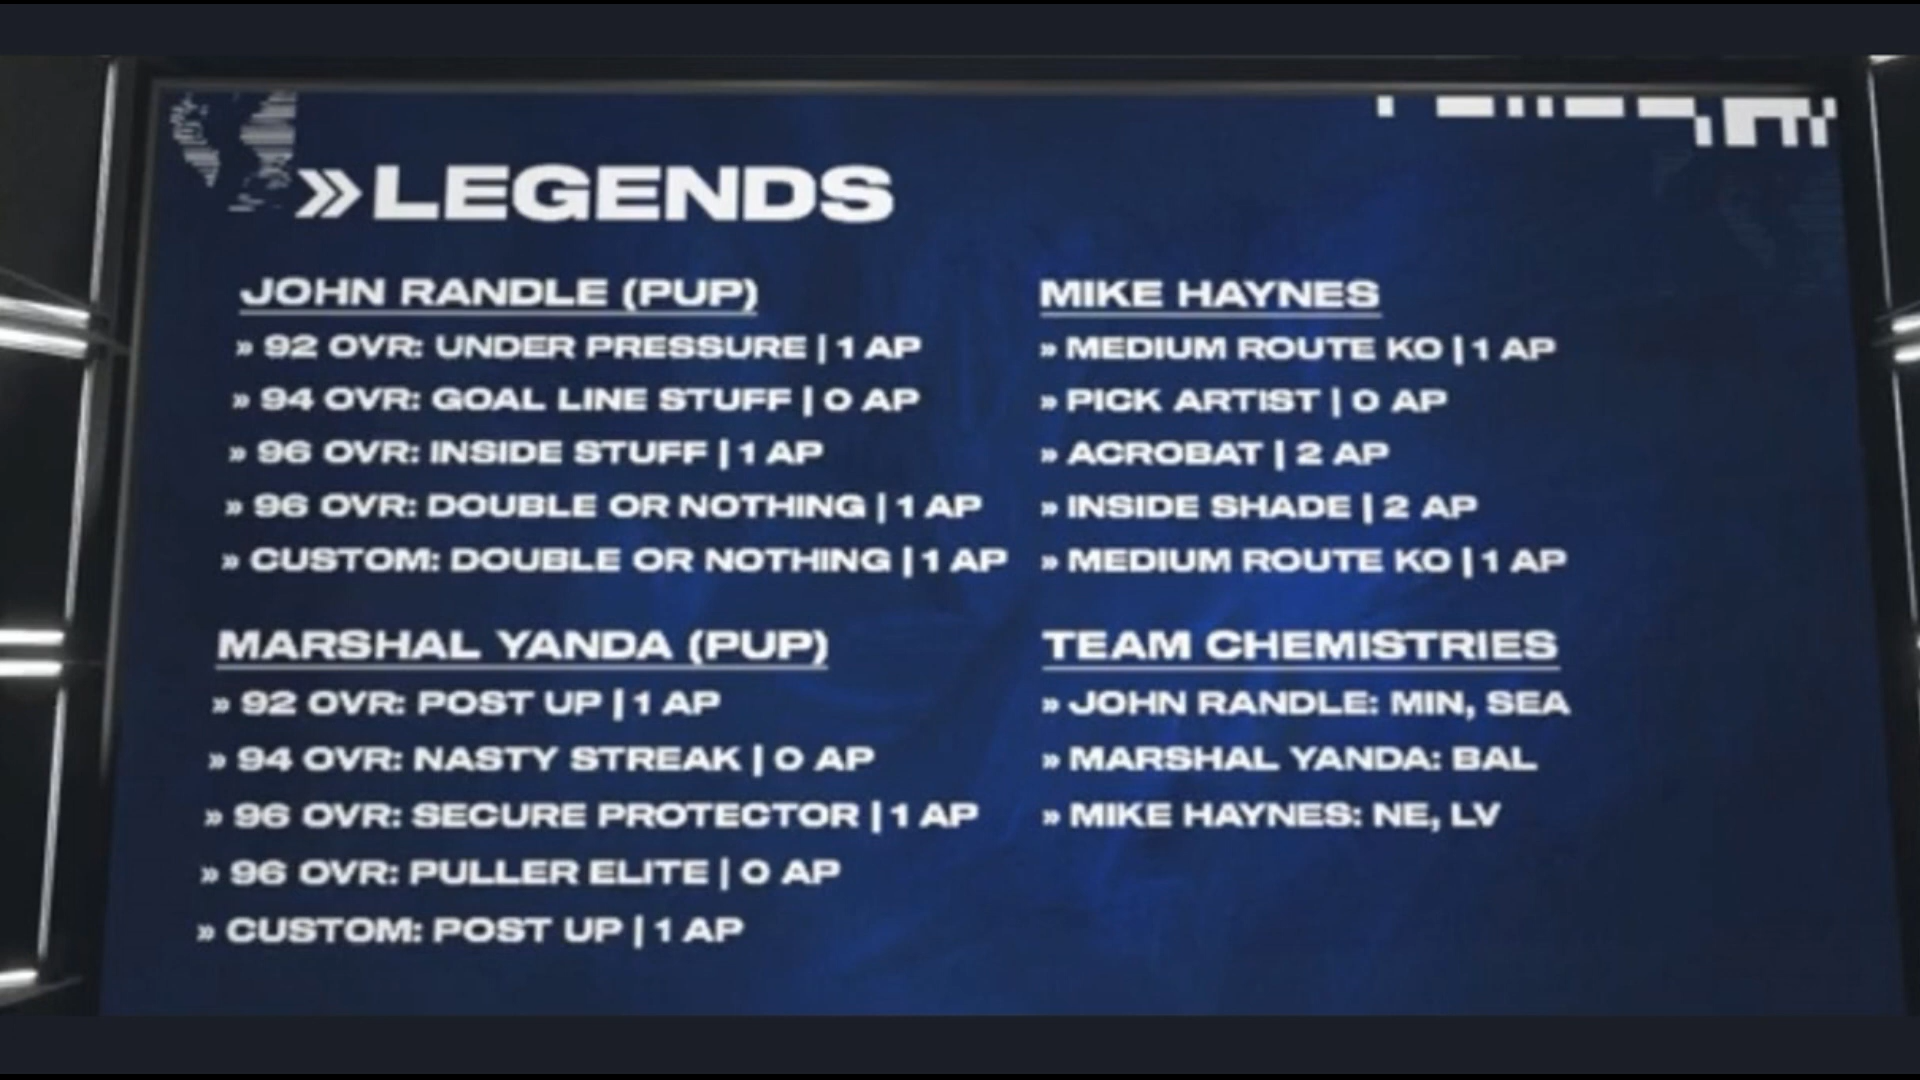 »LEGENDS
JOHN RANDLE (PUP)
» 92 OVR: UNDER PRESSURE | 1 AP
» 94 OVR: GOAL LINE STUFF | 0 AP
» 96 OVR: INSIDE STUFF | 1 AP
» 96 OVR: DOUBLE OR NOTHING | 1 AP
» CUSTOM: DOUBLE OR NOTHING | 1 AP
MARSHAL YANDA (PUP)
» 92 OVR: POST UP | 1 AP
» 94 OVR: NASTY STREAK | 0 AP
» 96 OVR: SECURE PROTECTOR | 1 AP
» 96 OVR: PULLER ELITE | 0 AP
» CUSTOM: POST UP | 1 AP
MIKE HAYNES
» MEDIUM ROUTE KO | 1 AP
» PICK ARTIST | 0 AP
» ACROBAT | 2 AP
» INSIDE SHADE | 2 AP
» MEDIUM ROUTE KO | 1 AP
TEAM CHEMISTRIES
» JOHN RANDLE: MIN, SEA
» MARSHAL YANDA: BAL
» MIKE HAYNES: NE, LV